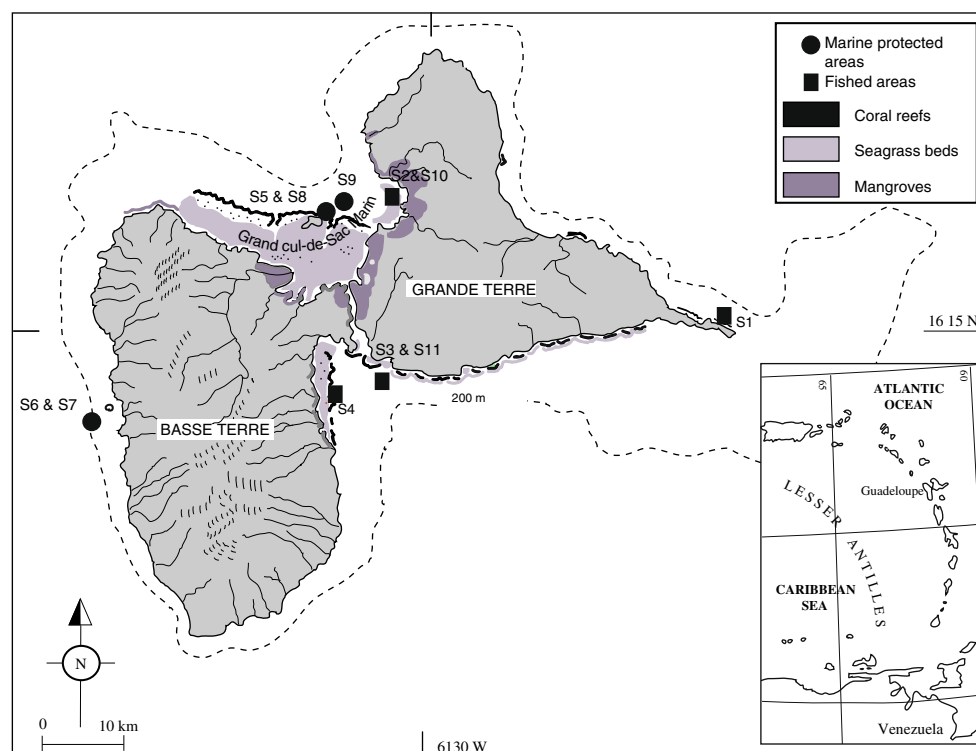 Marine protected
areas
Fished areas
Coral reefs
Seagrass beds
Mangroves
S9
S2&S10
S5 & S8
Grand cul-de-Sac Marin
GRANDE TERRE
S1
16 15 N
S3 & S11
S6 & S7
S4
200 m
BASSE TERRE
60
65
ATLANTIC
OCEAN
Guadeloupe
LESSER
ANTILLES
CARIBBEAN
SEA
Venezuela
N
0 10 km
6130 W